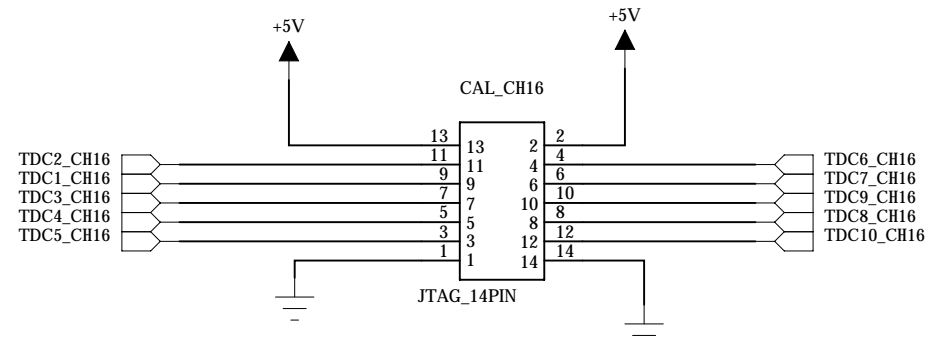 +5V
+5V
CAL_CH16
13 13 2 2
TDC2_CH16 11 11 4 4 TDC6_CH16
TDC1_CH16 9 9 6 6 TDC7_CH16
TDC3_CH16 7 7 10 10 TDC9_CH16
TDC4_CH16 5 5 8 8 TDC8_CH16
TDC5_CH16 3 3 12 12 TDC10_CH16
1 1 14 14
JTAG_14PIN